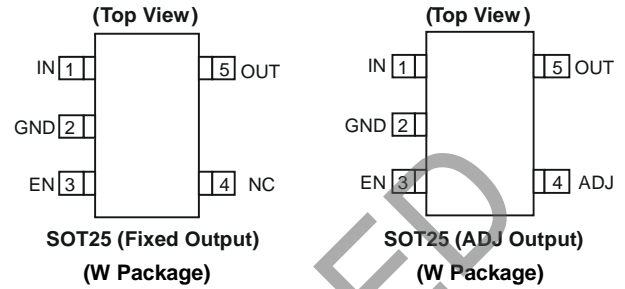 (Top View) (Top View)
IN 1 5 OUT IN 1 5 OUT
GND 2 GND 2
EN 3 4 NC EN 3 4 ADJ
SOT25 (Fixed Output) SOT25 (ADJ Output)
(W Package) (W Package)
ED